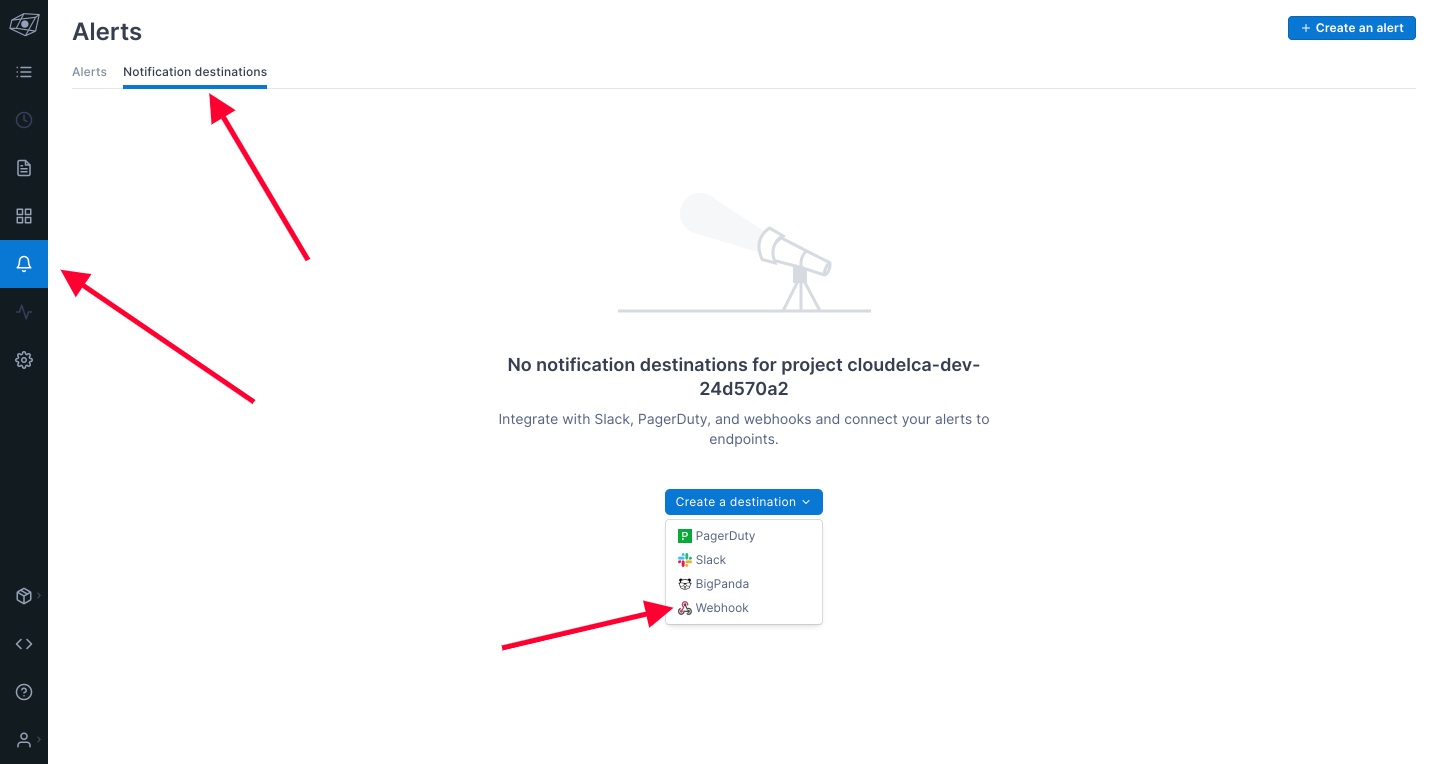 Alerts
+ Create an alert
Alerts
Notification destinations
No notification destinations for project cloudelca-dev-
24d570a2
Integrate with Slack, PagerDuty, and webhooks and connect your alerts to
endpoints.
Create a destination
P PagerDuty
Slack
BigPanda
Webhook